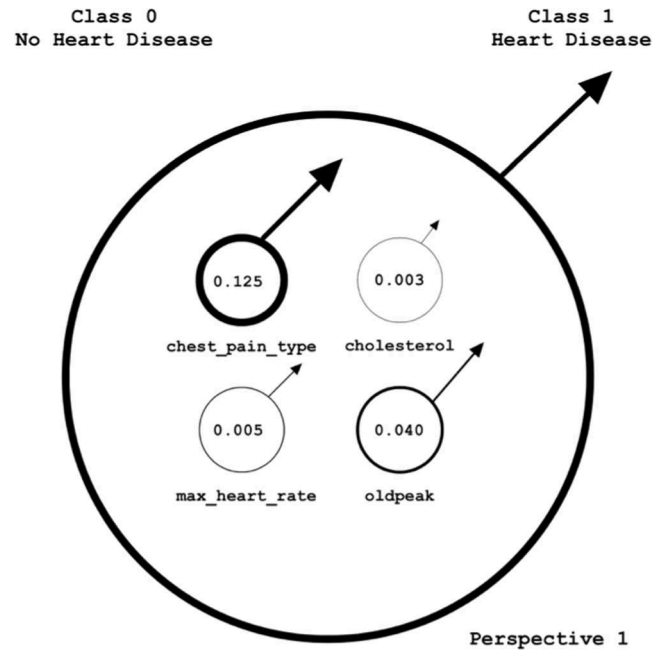 Class 0
No Heart Disease
Class 1
Heart Disease
0.125
0.003
chest_pain_type
cholesterol
0.005
0.040
max_heart_rate
oldpeak
Perspective 1